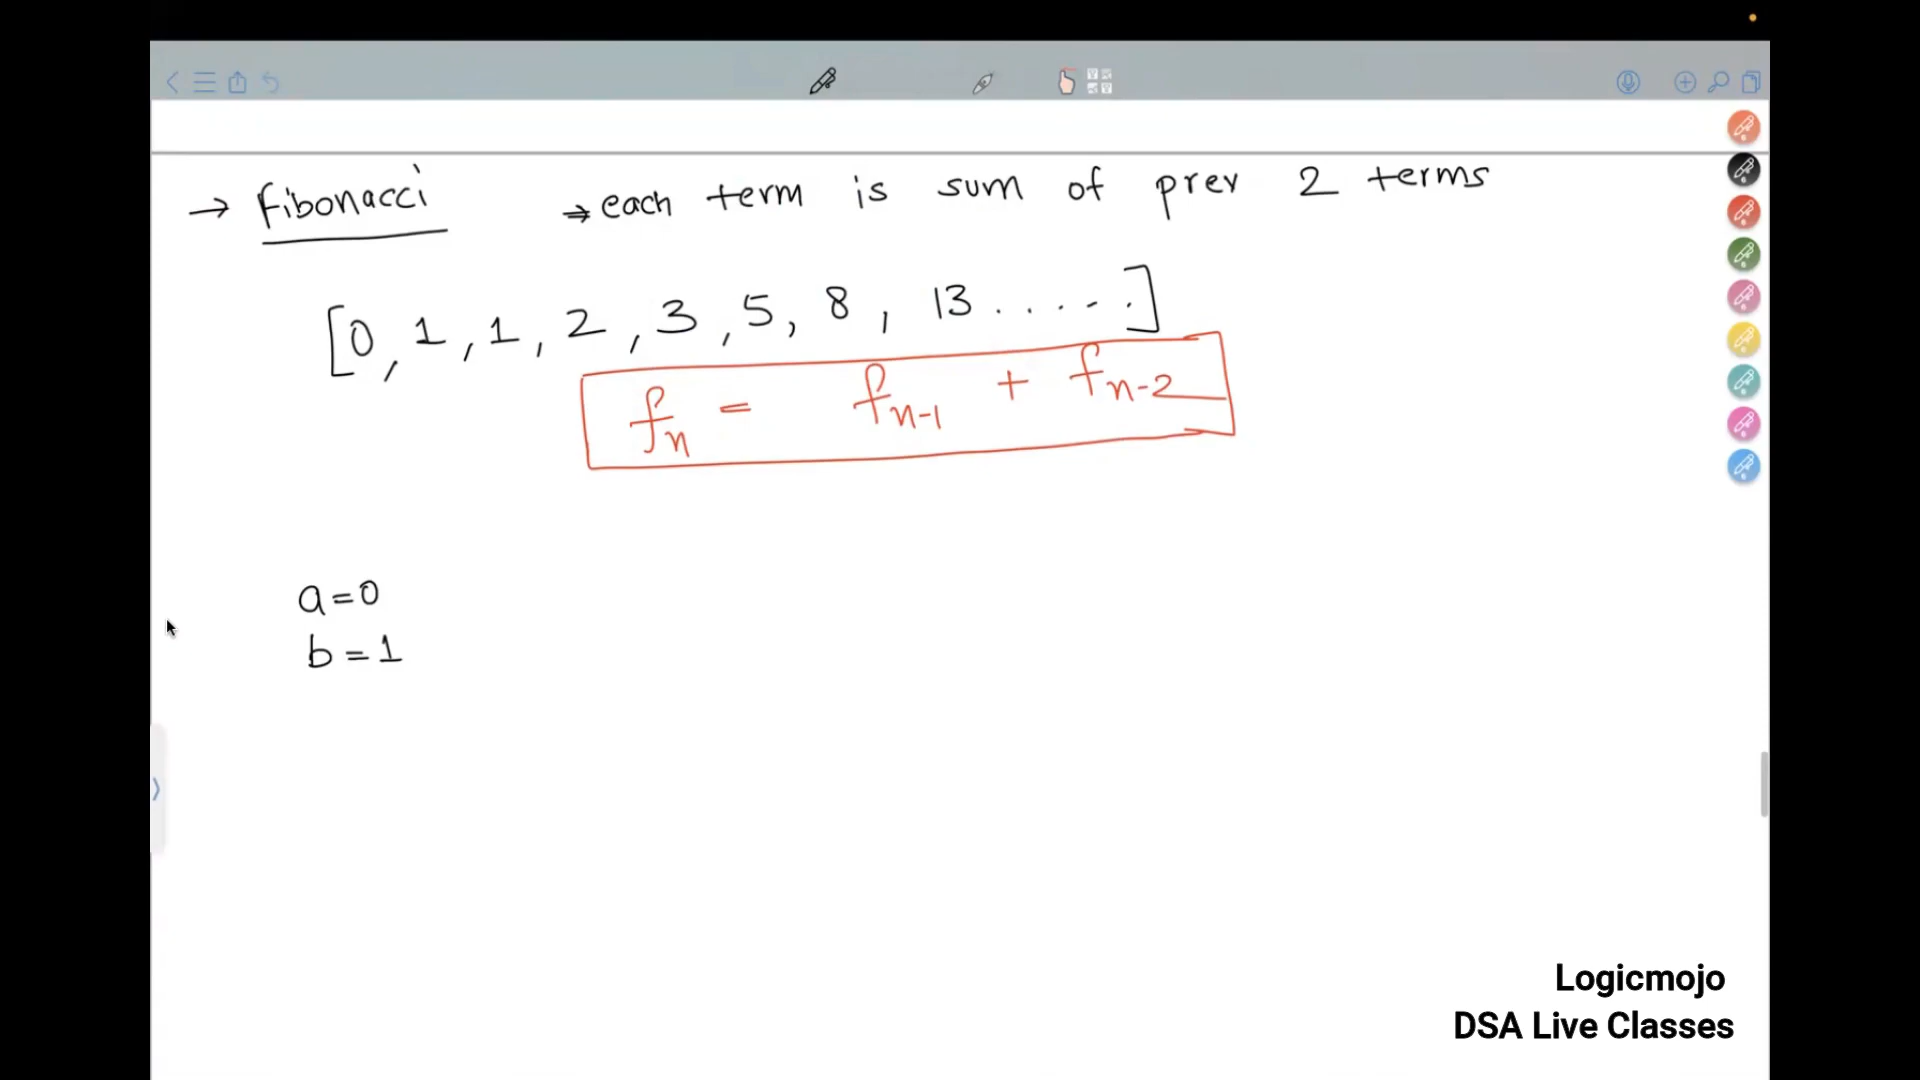 → Fibonacci ⇒ each term is sum of prev 2 terms
[0, 1, 1, 2, 3, 5, 8, 13.....]
fn = fn-1 + fn-2
a=0
b=1
Logicmojo
DSA Live Classes